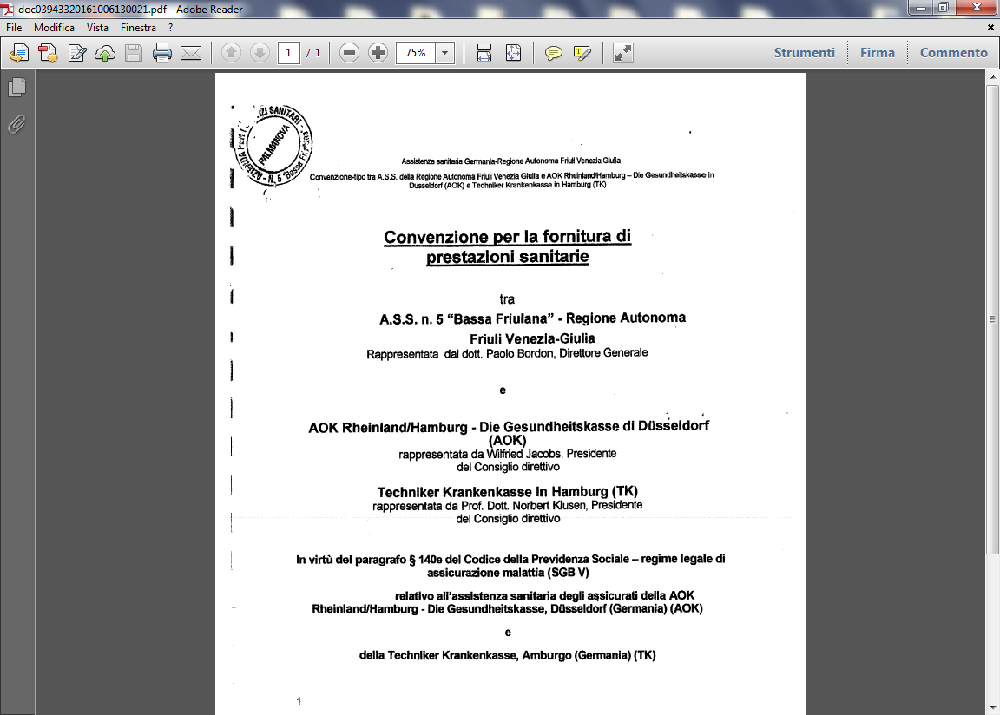 doc03943320161006130021.pdf - Adobe Reader
File Modifica Vista Finestra ?
1 / 1 75% Strumenti Firma Commento
AZIENDA PER I
ZI SANITARI -
N. 5 "Bassa
PALMANOVA
Assistenza sanitaria Germania-Regione Autonoma Friuli Venezia Giulia
Convenzione-tipo tra A.S.S. della Regione Autonoma Friuli Venezia Giulia e AOK Rheinland/Hamburg – Die Gesundheitskasse in
Dusseldorf (AOK) e Techniker Krankenkasse in Hamburg (TK)
Convenzione per la fornitura di
prestazioni sanitarie
tra
A.S.S. n. 5 “Bassa Friulana” - Regione Autonoma
Friuli Venezia-Giulia
Rappresentata dal dott. Paolo Bordon, Direttore Generale
e
AOK Rheinland/Hamburg - Die Gesundheitskasse di Düsseldorf
(AOK)
rappresentata da Wilfried Jacobs, Presidente
del Consiglio direttivo
Techniker Krankenkasse in Hamburg (TK)
rappresentata da Prof. Dott. Norbert Klusen, Presidente
del Consiglio direttivo
In virtù del paragrafo § 140e del Codice della Previdenza Sociale – regime legale di
assicurazione malattia (SGB V)
relativo all'assistenza sanitaria degli assicurati della AOK
Rheinland/Hamburg - Die Gesundheitskasse, Düsseldorf (Germania) (AOK)
e
della Techniker Krankenkasse, Amburgo (Germania) (TK)
1